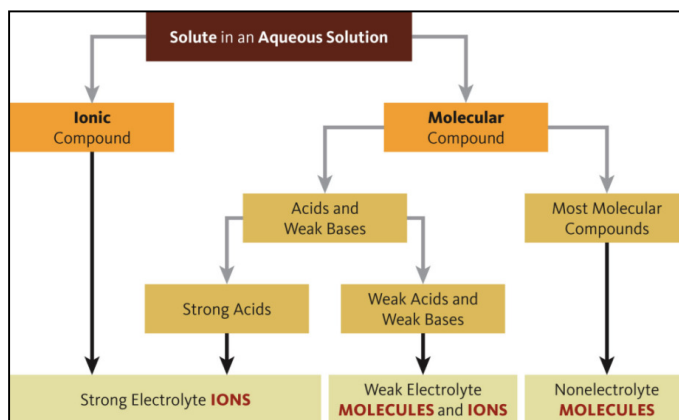 Solute in an Aqueous Solution
Ionic
Compound
Molecular
Compound
Acids and
Weak Bases
Most Molecular
Compounds
Strong Acids
Weak Acids and
Weak Bases
Strong Electrolyte IONS
Weak Electrolyte
MOLECULES and IONS
Nonelectrolyte
MOLECULES